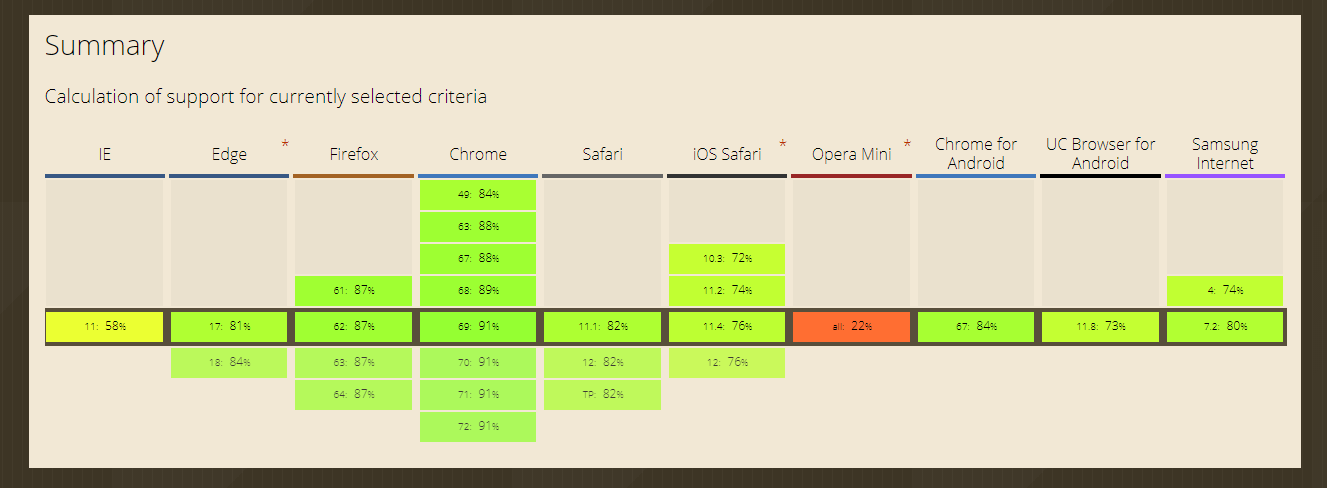 Summary
Calculation of support for currently selected criteria
IE
Edge *
Firefox
Chrome
Safari
iOS Safari *
Opera Mini *
Chrome for
Android
UC Browser for
Android
Samsung
Internet
49: 84%
63: 88%
67: 88%
10.3: 72%
61: 87%
68: 89%
11.2: 74%
4: 74%
11: 58%
17: 81%
62: 87%
69: 91%
11.1: 82%
11.4: 76%
all: 22%
67: 84%
11.8: 73%
7.2: 80%
18: 84%
63: 87%
70: 91%
12: 82%
12: 76%
64: 87%
71: 91%
TP: 82%
72: 91%